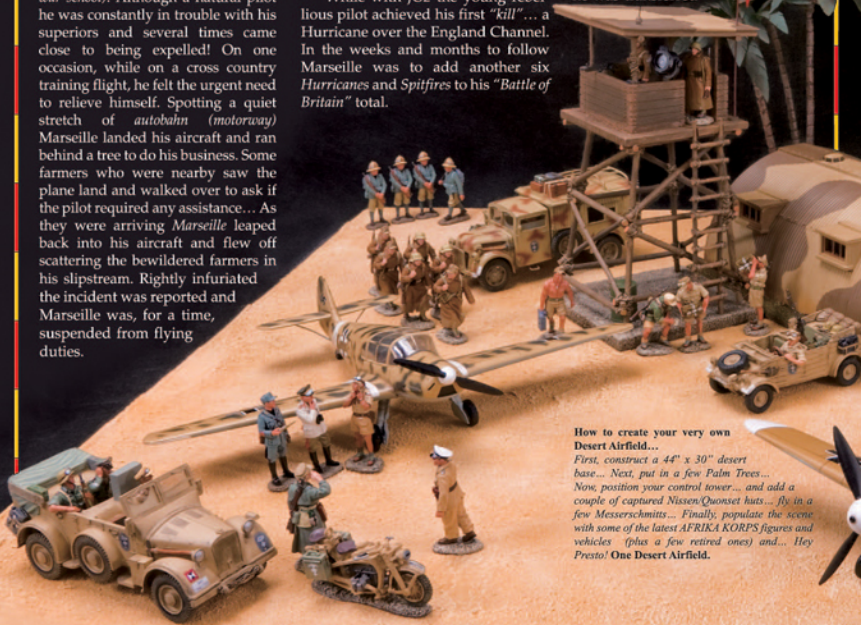 he was constantly in trouble with his
superiors and several times came
close to being expelled! On one
occasion, while on a cross country
training flight, he felt the urgent need
to relieve himself. Spotting a quiet
stretch of autobahn (motorway)
Marseille landed his aircraft and ran
behind a tree to do his business. Some
farmers who were nearby saw the
plane land and walked over to ask if
the pilot required any assistance... As
they were arriving Marseille leaped
back into his aircraft and flew off
scattering the bewildered farmers in
his slipstream. Rightly infuriated
the incident was reported and
Marseille was, for a time,
suspended from flying
duties.
lious pilot achieved his first "kill"... a
Hurricane over the England Channel.
In the weeks and months to follow
Marseille was to add another six
Hurricanes and Spitfires to his "Battle of
Britain" total.
How to create your very own
Desert Airfield...
First, construct a 44" x 30" desert
base... Next, put in a few Palm Trees...
Now, position your control tower... and add a
couple of captured Nissen/Quonset huts... fly in a
few Messerschmitts... Finally, populate the scene
with some of the latest AFRIKA KORPS figures and
vehicles (plus a few retired ones) and... Hey
Presto! One Desert Airfield.